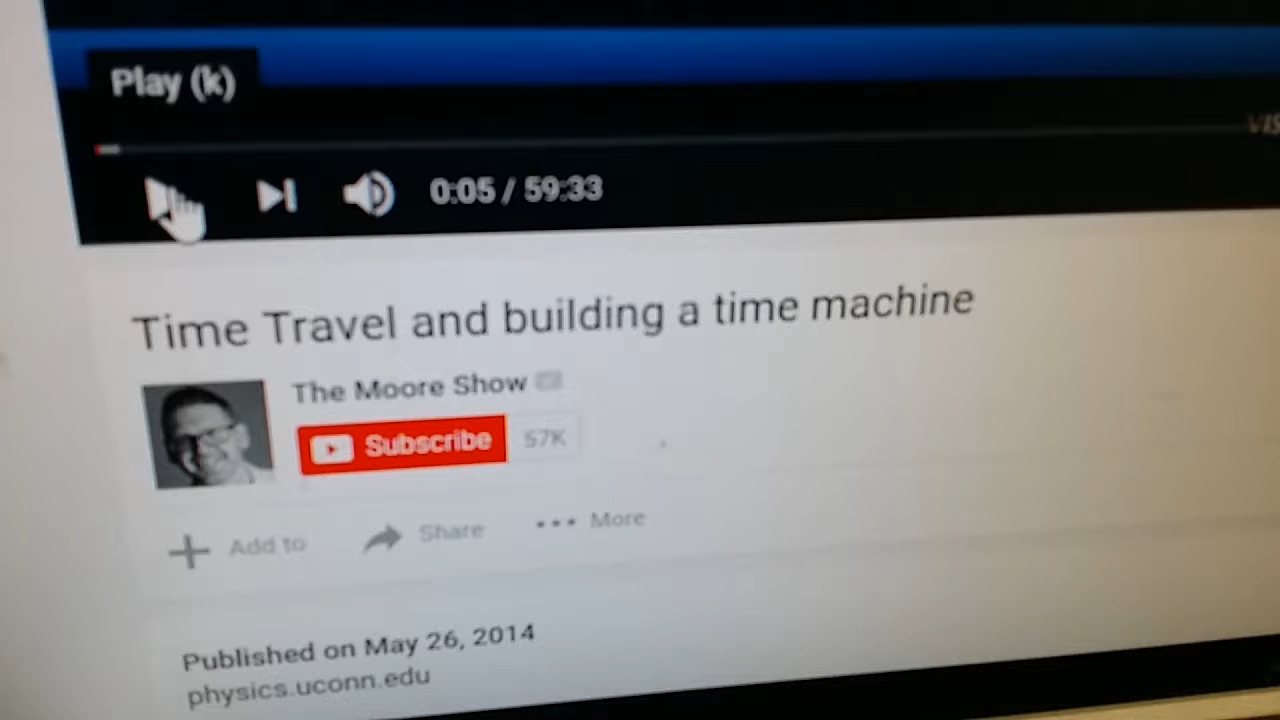 Play (k)
0:05 / 59:33
Time Travel and building a time machine
The Moore Show
Subscribe 57K
Add to Share More
Published on May 26, 2014
physics.uconn.edu